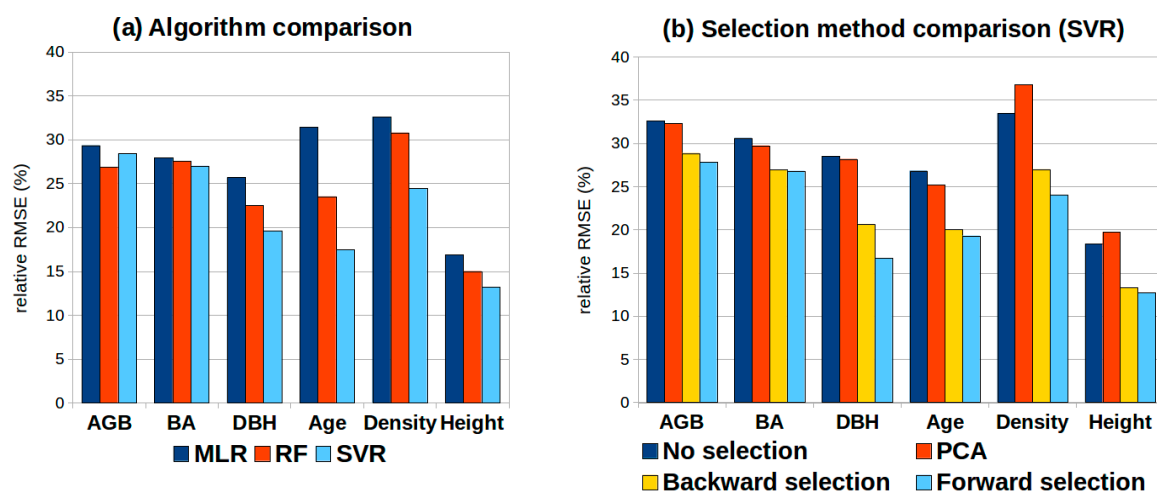 (a) Algorithm comparison
relative RMSE (%)
40
35
30
25
20
15
10
5
0
AGB BA DBH Age Density Height
MLR RF SVR
(b) Selection method comparison (SVR)
relative RMSE (%)
40
35
30
25
20
15
10
5
0
AGB BA DBH Age Density Height
No selection PCA
Backward selection Forward selection